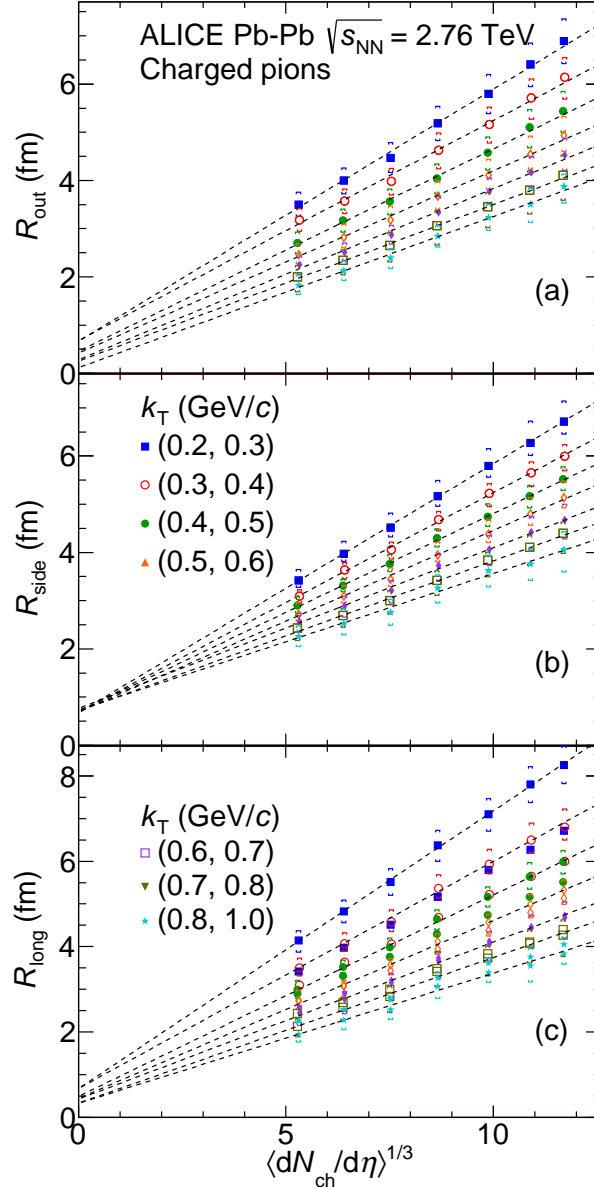 ALICE Pb-Pb √sNN = 2.76 TeV
Charged pions
6
4
2
0
Rout (fm)
(a)
kT (GeV/c)
(0.2, 0.3)
(0.3, 0.4)
(0.4, 0.5)
(0.5, 0.6)
6
4
2
0
Rside (fm)
(b)
kT (GeV/c)
(0.6, 0.7)
(0.7, 0.8)
(0.8, 1.0)
8
6
4
2
0
Rlong (fm)
(c)
0 5 10
⟨dNch/dη⟩1/3